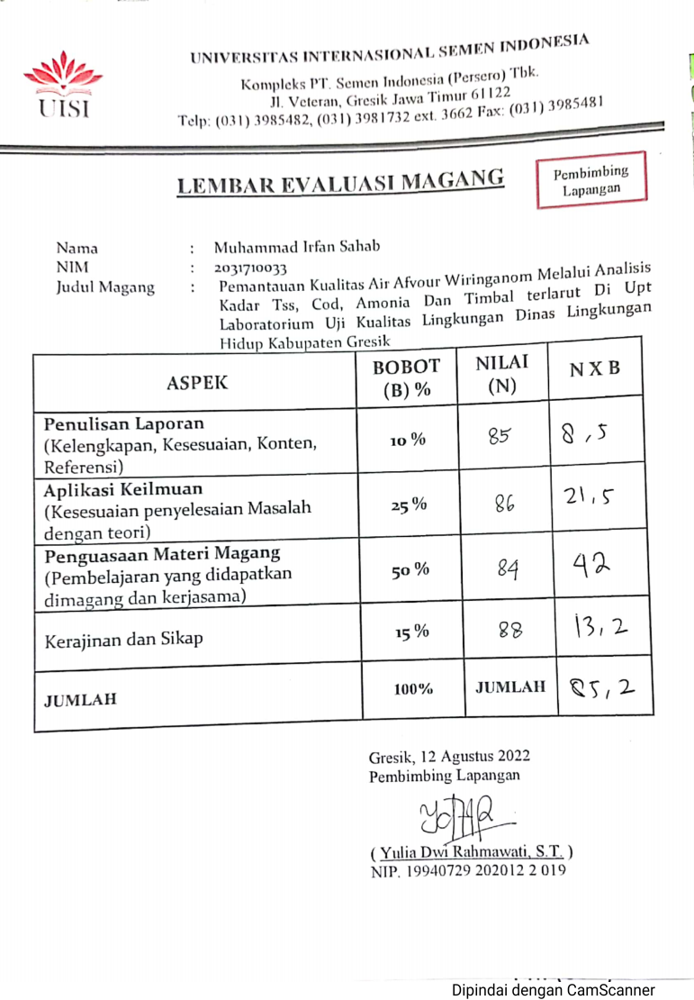 UNIVERSITAS INTERNASIONAL SEMEN INDONESIA
Kompleks PT. Semen Indonesia (Persero) Tbk.
Jl. Veteran, Gresik Jawa Timur 61122
Telp: (031) 3985482, (031) 3981732 ext. 3662 Fax: (031) 3985481
UISI
LEMBAR EVALUASI MAGANG
Pembimbing
Lapangan
Nama : Muhammad Irfan Sahab
NIM : 2031710033
Judul Magang : Pemantauan Kualitas Air Afvour Wiringanom Melalui Analisis
Kadar Tss, Cod, Amonia Dan Timbal terlarut Di Upt
Laboratorium Uji Kualitas Lingkungan Dinas Lingkungan
Hidup Kabupaten Gresik
ASPEK BOBOT (B) % NILAI (N) N X B
Penulisan Laporan
(Kelengkapan, Kesesuaian, Konten,
Referensi)
10 % 85 8,5
Aplikasi Keilmuan
(Kesesuaian penyelesaian Masalah
dengan teori)
25 % 86 21,5
Penguasaan Materi Magang
(Pembelajaran yang didapatkan
dimagang dan kerjasama)
50 % 84 42
Kerajinan dan Sikap 15 % 88 13,2
JUMLAH 100% JUMLAH 85,2
Gresik, 12 Agustus 2022
Pembimbing Lapangan
( Yulia Dwi Rahmawati, S.T. )
NIP. 19940729 202012 2 019
Dipindai dengan CamScanner